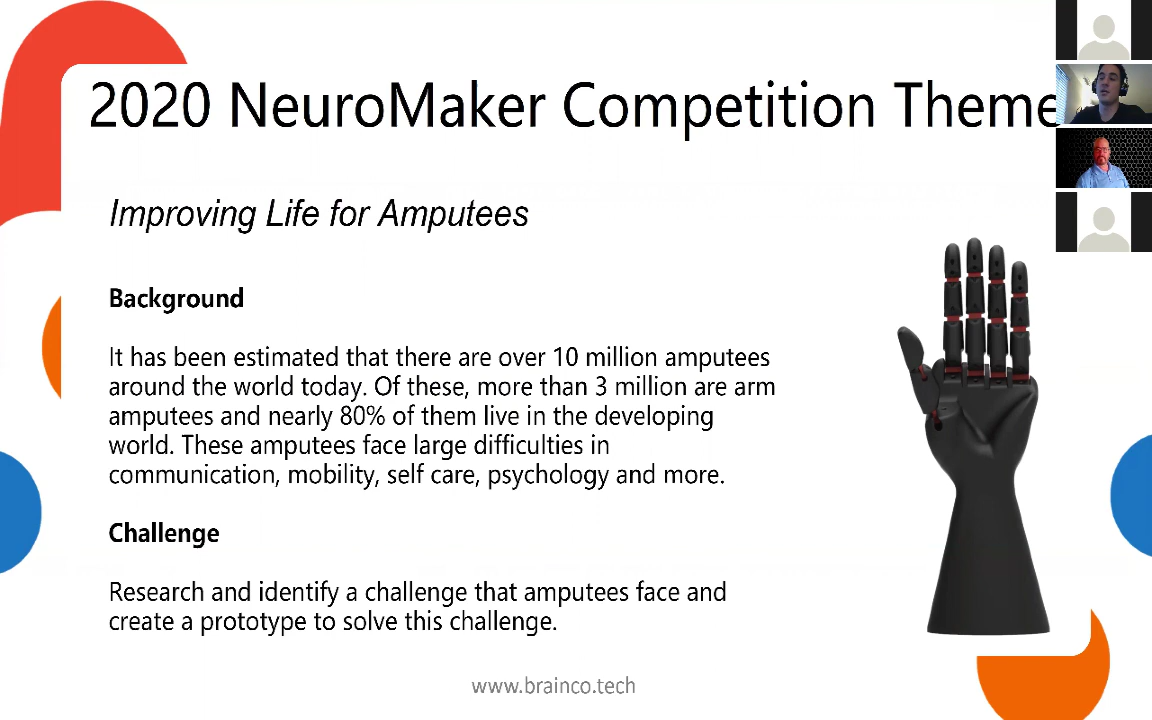 2020 NeuroMaker Competition Theme
Improving Life for Amputees
Background
It has been estimated that there are over 10 million amputees
around the world today. Of these, more than 3 million are arm
amputees and nearly 80% of them live in the developing
world. These amputees face large difficulties in
communication, mobility, self care, psychology and more.
Challenge
Research and identify a challenge that amputees face and
create a prototype to solve this challenge.
www.brainco.tech